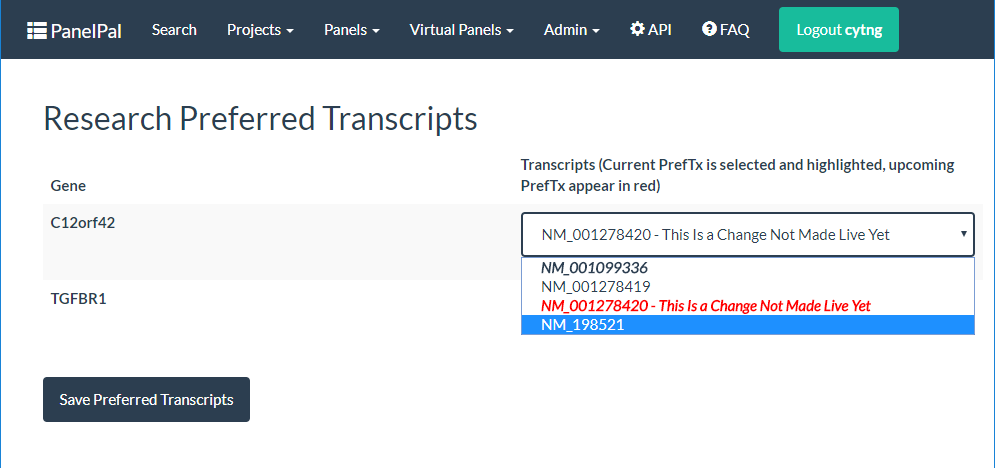 PanelPal Search Projects Panels Virtual Panels Admin API FAQ Logout cytng
Research Preferred Transcripts
Gene
Transcripts (Current PrefTx is selected and highlighted, upcoming
PrefTx appear in red)
C12orf42
NM_001278420 - This Is a Change Not Made Live Yet
NM_001099336
NM_001278419
NM_001278420 - This Is a Change Not Made Live Yet
NM_198521
TGFBR1
Save Preferred Transcripts